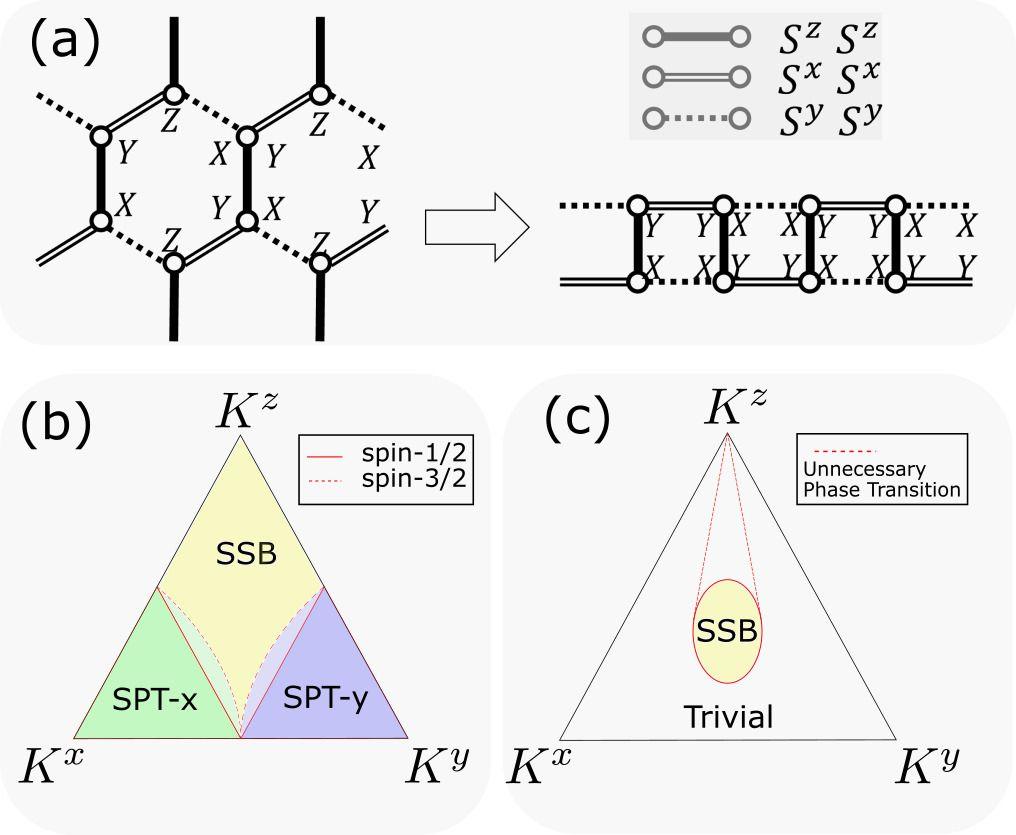 (a)
S^z S^z
S^x S^x
S^y S^y
Z Z
Y X Y X
X Y X Y
Z Z
Y Y X X Y Y X X
X X Y Y X X Y Y
(b)
K^z
spin-1/2
spin-3/2
SSB
SPT-x SPT-y
K^x K^y
(c)
K^z
Unnecessary
Phase Transition
SSB
Trivial
K^x K^y